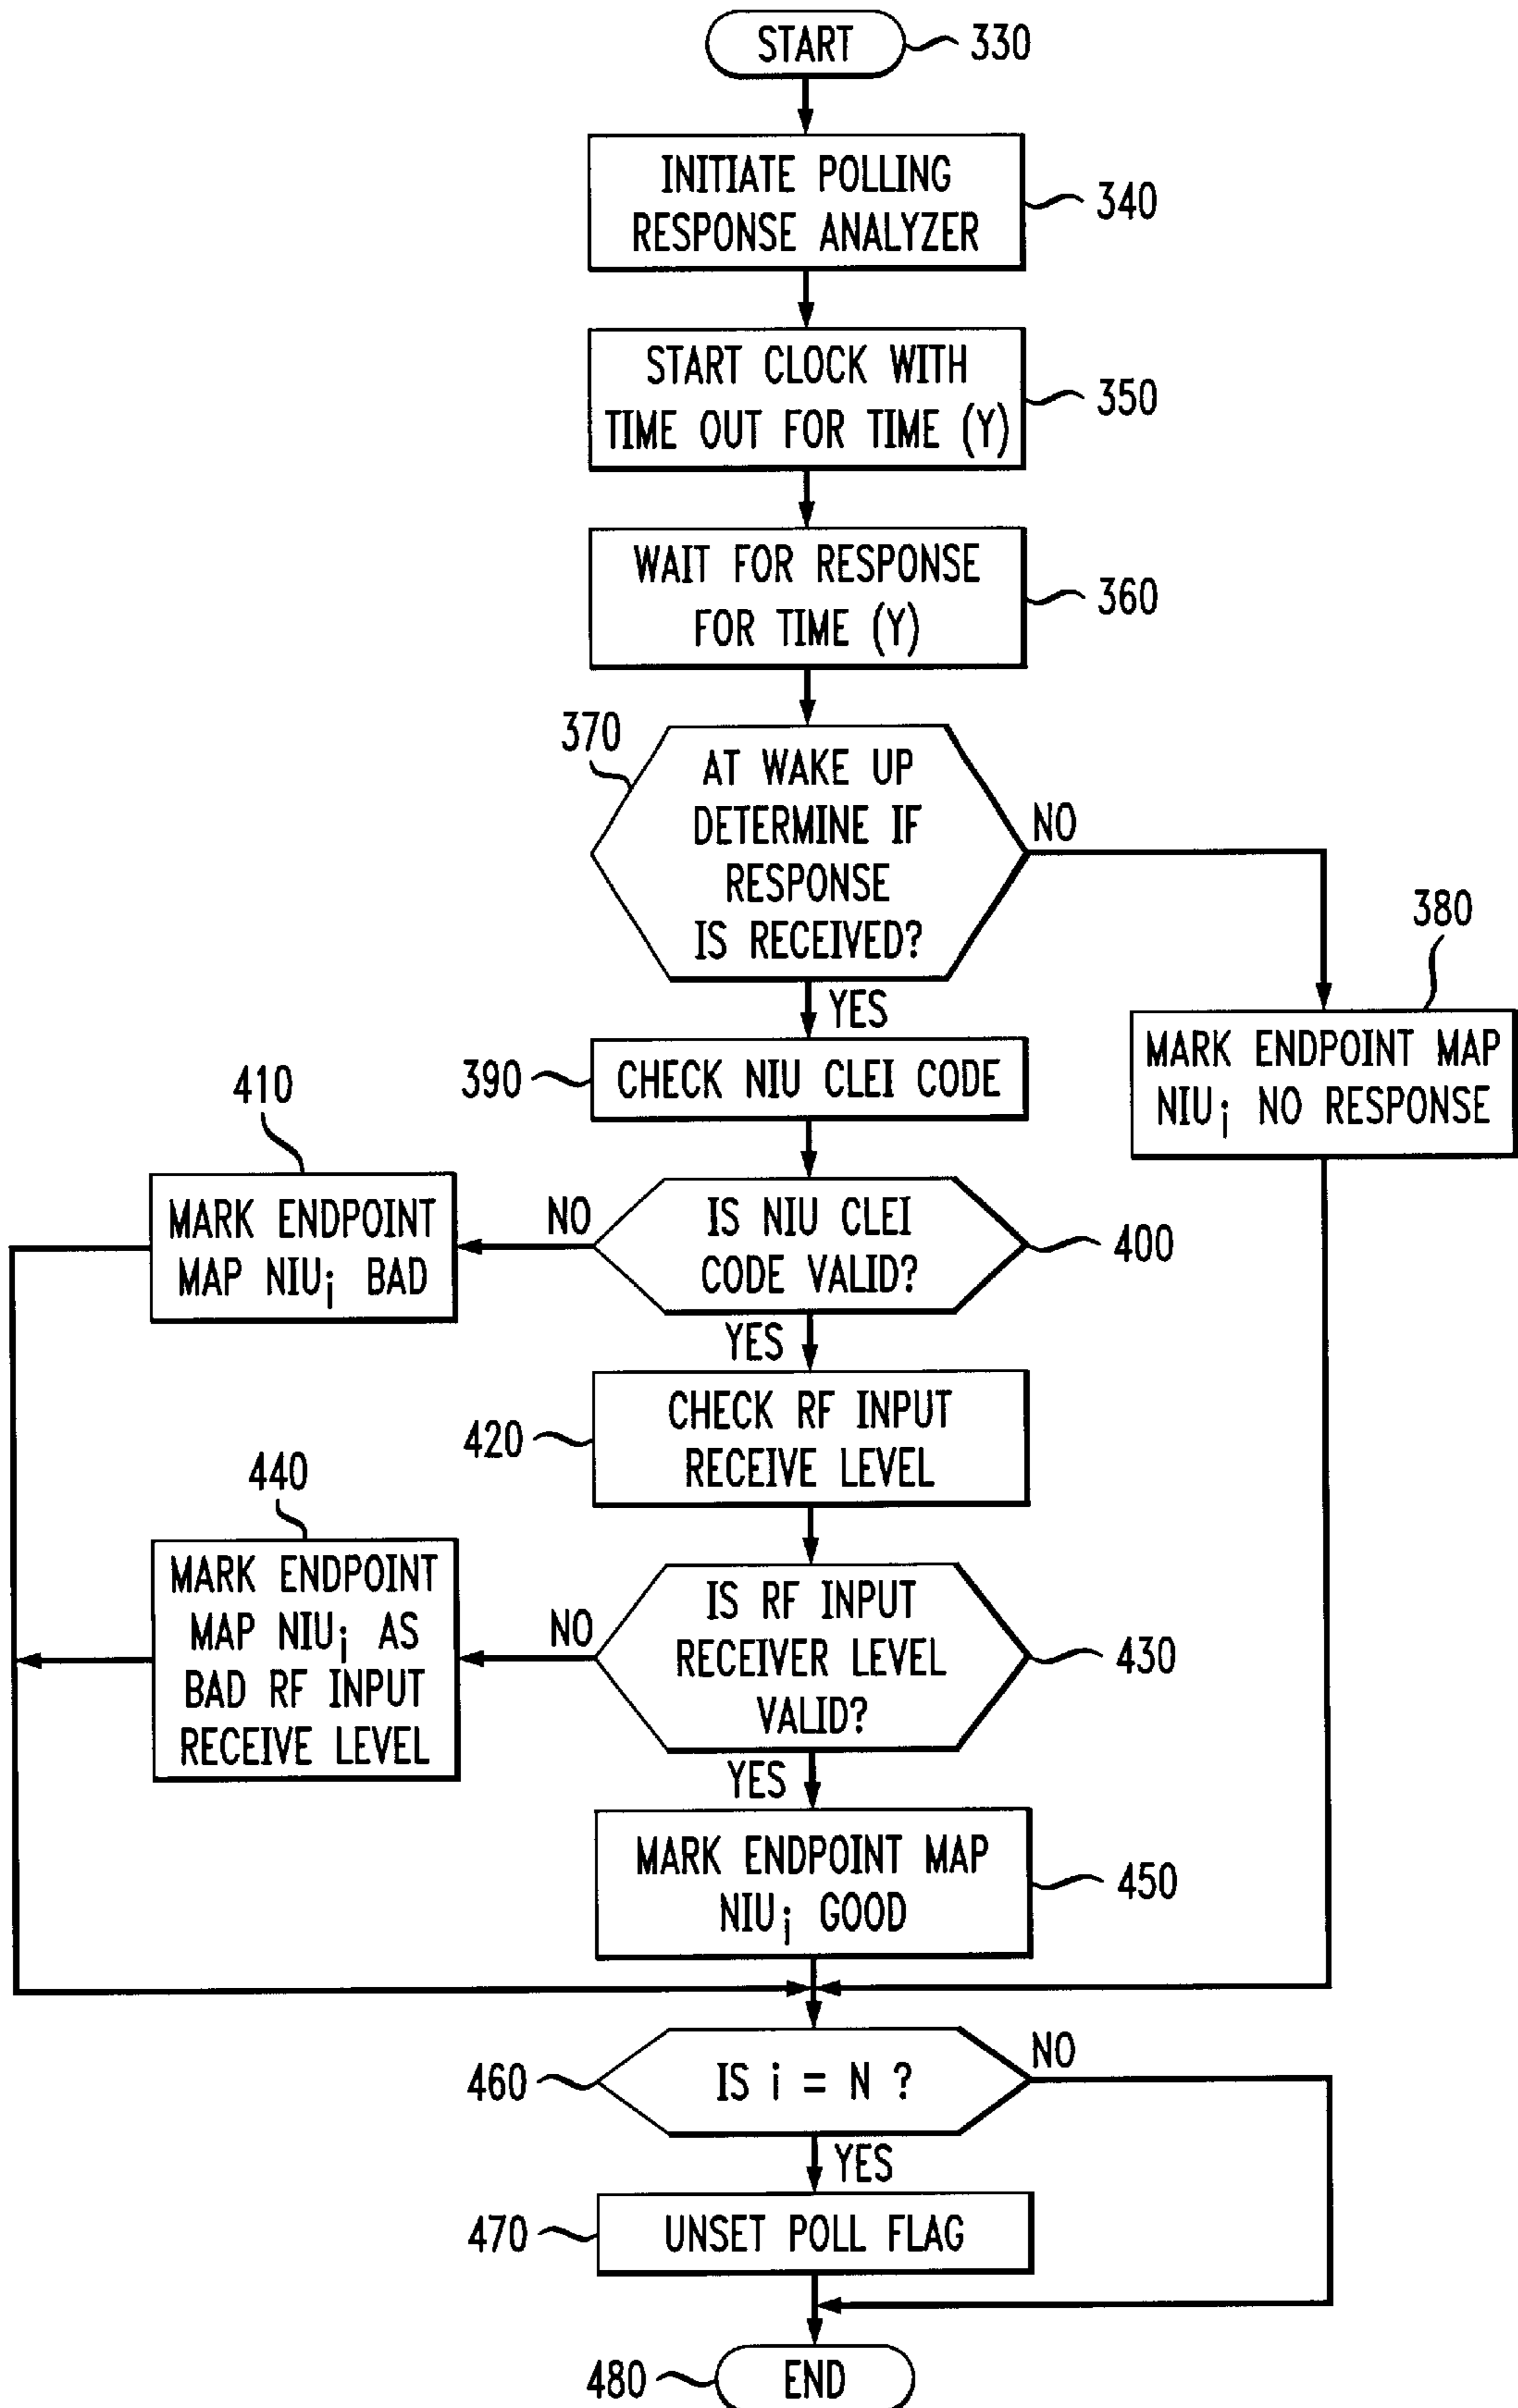 START
330
INITIATE POLLING
RESPONSE ANALYZER
340
START CLOCK WITH
TIME OUT FOR TIME (Y)
350
WAIT FOR RESPONSE
FOR TIME (Y)
360
370
AT WAKE UP
DETERMINE IF
RESPONSE
IS RECEIVED?
NO
380
MARK ENDPOINT MAP
NIUi NO RESPONSE
YES
390
CHECK NIU CLEI CODE
410
MARK ENDPOINT
MAP NIUi BAD
NO
IS NIU CLEI
CODE VALID?
400
YES
420
CHECK RF INPUT
RECEIVE LEVEL
440
MARK ENDPOINT
MAP NIUi AS
BAD RF INPUT
RECEIVE LEVEL
NO
IS RF INPUT
RECEIVER LEVEL
VALID?
430
YES
MARK ENDPOINT MAP
NIUi GOOD
450
460
IS i = N ?
NO
YES
470
UNSET POLL FLAG
480
END